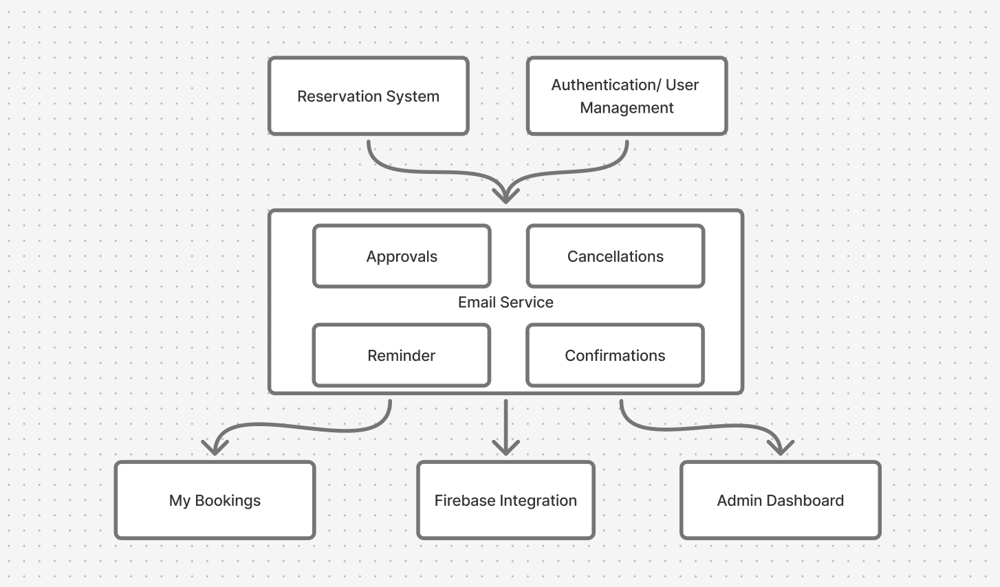 Reservation System
Authentication/ User
Management
Approvals
Cancellations
Email Service
Reminder
Confirmations
My Bookings
Firebase Integration
Admin Dashboard